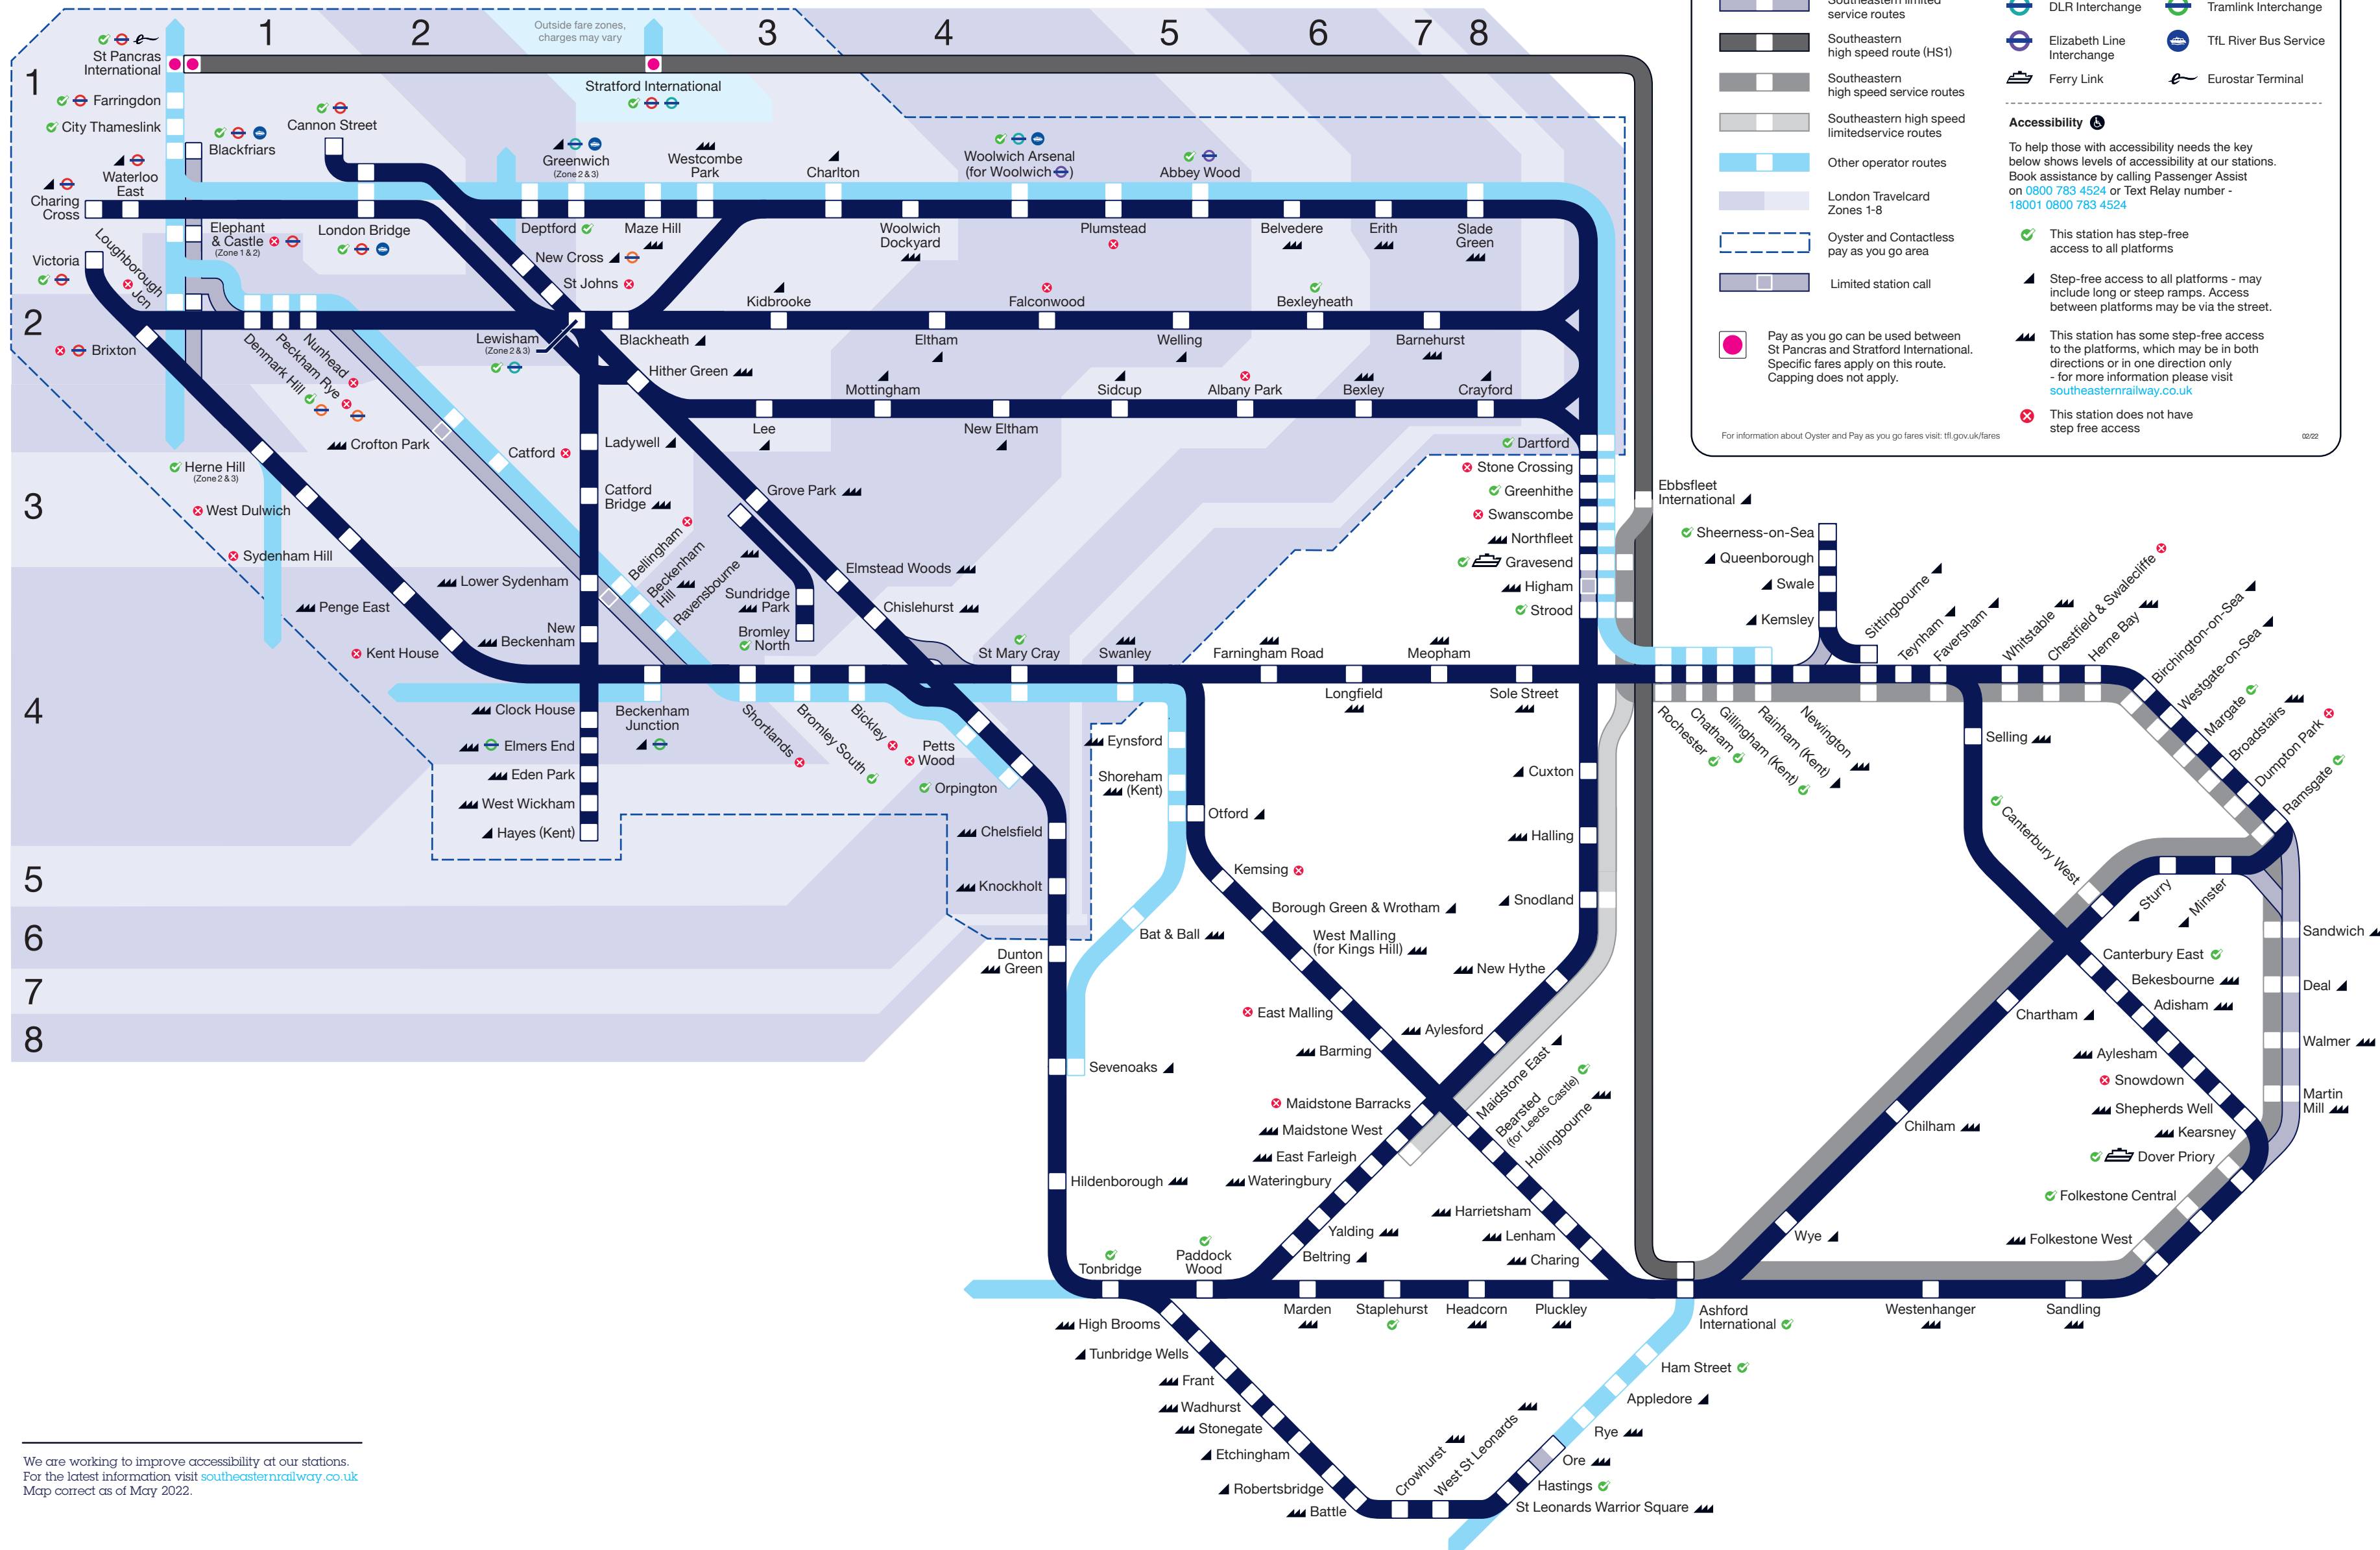 1
2
3
4
5
6
7
8
1
2
3
4
5
6
7
8
Outside fare zones,
charges may vary
St Pancras
International
Farringdon
City Thameslink
Blackfriars
Cannon Street
Waterloo
East
Charing
Cross
Elephant
& Castle
(Zone 1 & 2)
London Bridge
Victoria
Loughborough
Jcn
Brixton
Denmark Hill
Peckham Rye
Nunhead
Crofton Park
Herne Hill
(Zone 2 & 3)
West Dulwich
Sydenham Hill
Penge East
Kent House
Stratford International
Greenwich
(Zone 2 & 3)
Westcombe
Park
Charlton
Woolwich Arsenal
(for Woolwich )
Abbey Wood
Deptford
Maze Hill
Woolwich
Dockyard
Plumstead
Belvedere
Erith
Slade
Green
New Cross
St Johns
Lewisham
(Zone 2 & 3)
Blackheath
Kidbrooke
Eltham
Falconwood
Welling
Bexleyheath
Barnehurst
Hither Green
Lee
Mottingham
New Eltham
Sidcup
Albany Park
Bexley
Crayford
Ladywell
Catford
Catford
Bridge
Bellingham
Beckenham
Hill
Ravensbourne
Lower Sydenham
New
Beckenham
Clock House
Elmers End
Eden Park
West Wickham
Hayes (Kent)
Grove Park
Sundridge
Park
Bromley
North
Elmstead Woods
Chislehurst
Beckenham
Junction
Shortlands
Bromley South
Bickley
Petts
Wood
Orpington
Chelsfield
Knockholt
Dunton
Green
Sevenoaks
Hildenborough
Tonbridge
Paddock
Wood
St Mary Cray
Swanley
Farningham Road
Longfield
Meopham
Sole Street
Eynsford
Shoreham
(Kent)
Otford
Bat & Ball
Kemsing
Borough Green & Wrotham
West Malling
(for Kings Hill)
East Malling
Barming
Maidstone East
Bearsted
(for Leeds Castle)
Hollingbourne
Harrietsham
Lenham
Charing
Dartford
Stone Crossing
Greenhithe
Swanscombe
Northfleet
Gravesend
Higham
Strood
Cuxton
Halling
Snodland
New Hythe
Aylesford
Maidstone Barracks
Maidstone West
East Farleigh
Wateringbury
Yalding
Beltring
Ebbsfleet
International
Sheerness-on-Sea
Queenborough
Swale
Kemsley
Sittingbourne
Teynham
Faversham
Whitstable
Chestfield & Swalecliffe
Herne Bay
Birchington-on-Sea
Westgate-on-Sea
Margate
Broadstairs
Dumpton Park
Ramsgate
Rochester
Chatham
Gillingham (Kent)
Rainham (Kent)
Newington
Selling
Canterbury West
Sturry
Minster
Sandwich
Deal
Walmer
Martin
Mill
Canterbury East
Bekesbourne
Adisham
Aylesham
Snowdown
Shepherds Well
Kearsney
Dover Priory
Folkestone Central
Folkestone West
Chartham
Chilham
Wye
Marden
Staplehurst
Headcorn
Pluckley
Ashford
International
Westenhanger
Sandling
High Brooms
Tunbridge Wells
Frant
Wadhurst
Stonegate
Etchingham
Robertsbridge
Battle
Crowhurst
West St Leonards
St Leonards Warrior Square
Hastings
Ore
Rye
Appledore
Ham Street
Southeastern limited
service routes
Southeastern
high speed route (HS1)
Southeastern
high speed service routes
Southeastern high speed
limitedservice routes
Other operator routes
London Travelcard
Zones 1-8
Oyster and Contactless
pay as you go area
Limited station call
Pay as you go can be used between
St Pancras and Stratford International.
Specific fares apply on this route.
Capping does not apply.
For information about Oyster and Pay as you go fares visit: tfl.gov.uk/fares
DLR Interchange
Tramlink Interchange
Elizabeth Line
Interchange
TfL River Bus Service
Ferry Link
Eurostar Terminal
Accessibility
To help those with accessibility needs the key
below shows levels of accessibility at our stations.
Book assistance by calling Passenger Assist
on 0800 783 4524 or Text Relay number -
18001 0800 783 4524
This station has step-free
access to all platforms
Step-free access to all platforms - may
include long or steep ramps. Access
between platforms may be via the street.
This station has some step-free access
to the platforms, which may be in both
directions or in one direction only
- for more information please visit
southeasternrailway.co.uk
This station does not have
step free access
02/22
We are working to improve accessibility at our stations.
For the latest information visit southeasternrailway.co.uk
Map correct as of May 2022.